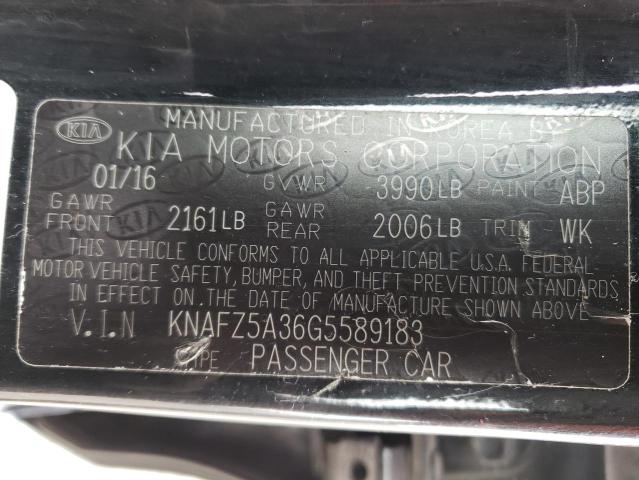 KIA MANUFACTURED IN KOREA BY
KIA MOTORS CORPORATION
01/16 GVWR 3990LB PAINT ABP
GAWR FRONT 2161LB GAWR REAR 2006LB TRIM WK
THIS VEHICLE CONFORMS TO ALL APPLICABLE U.S.A. FEDERAL
MOTOR VEHICLE SAFETY, BUMPER, AND THEFT PREVENTION STANDARDS
IN EFFECT ON THE DATE OF MANUFACTURE SHOWN ABOVE
V.I.N KNAFZ5A36G5589183
TYPE PASSENGER CAR